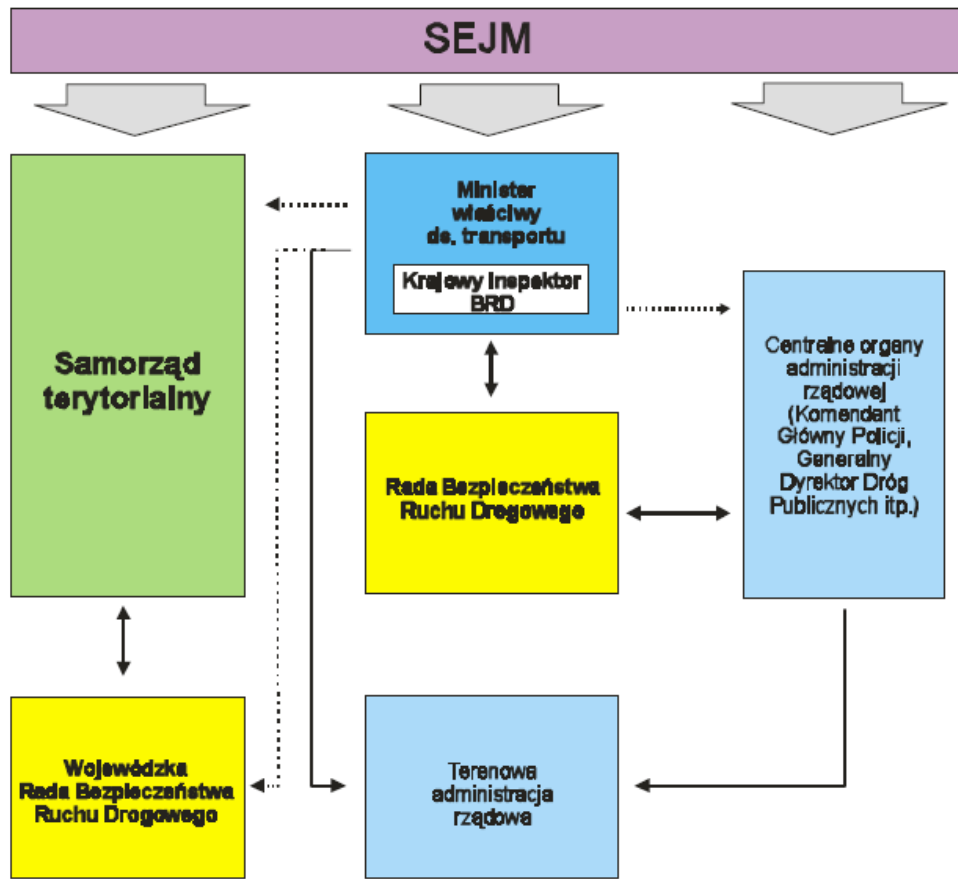 SEJM
Minister
właściwy
ds. transportu
Krajowy Inspektor
BRD
Samorząd
terytorialny
Centralne organy
administracji
rządowej
(Komendant
Główny Policji,
Generalny
Dyrektor Dróg
Publicznych itp.)
Rada Bezpieczeństwa
Ruchu Drogowego
Wojewódzka
Rada Bezpieczeństwa
Ruchu Drogowego
Terenowa
administracja
rządowa